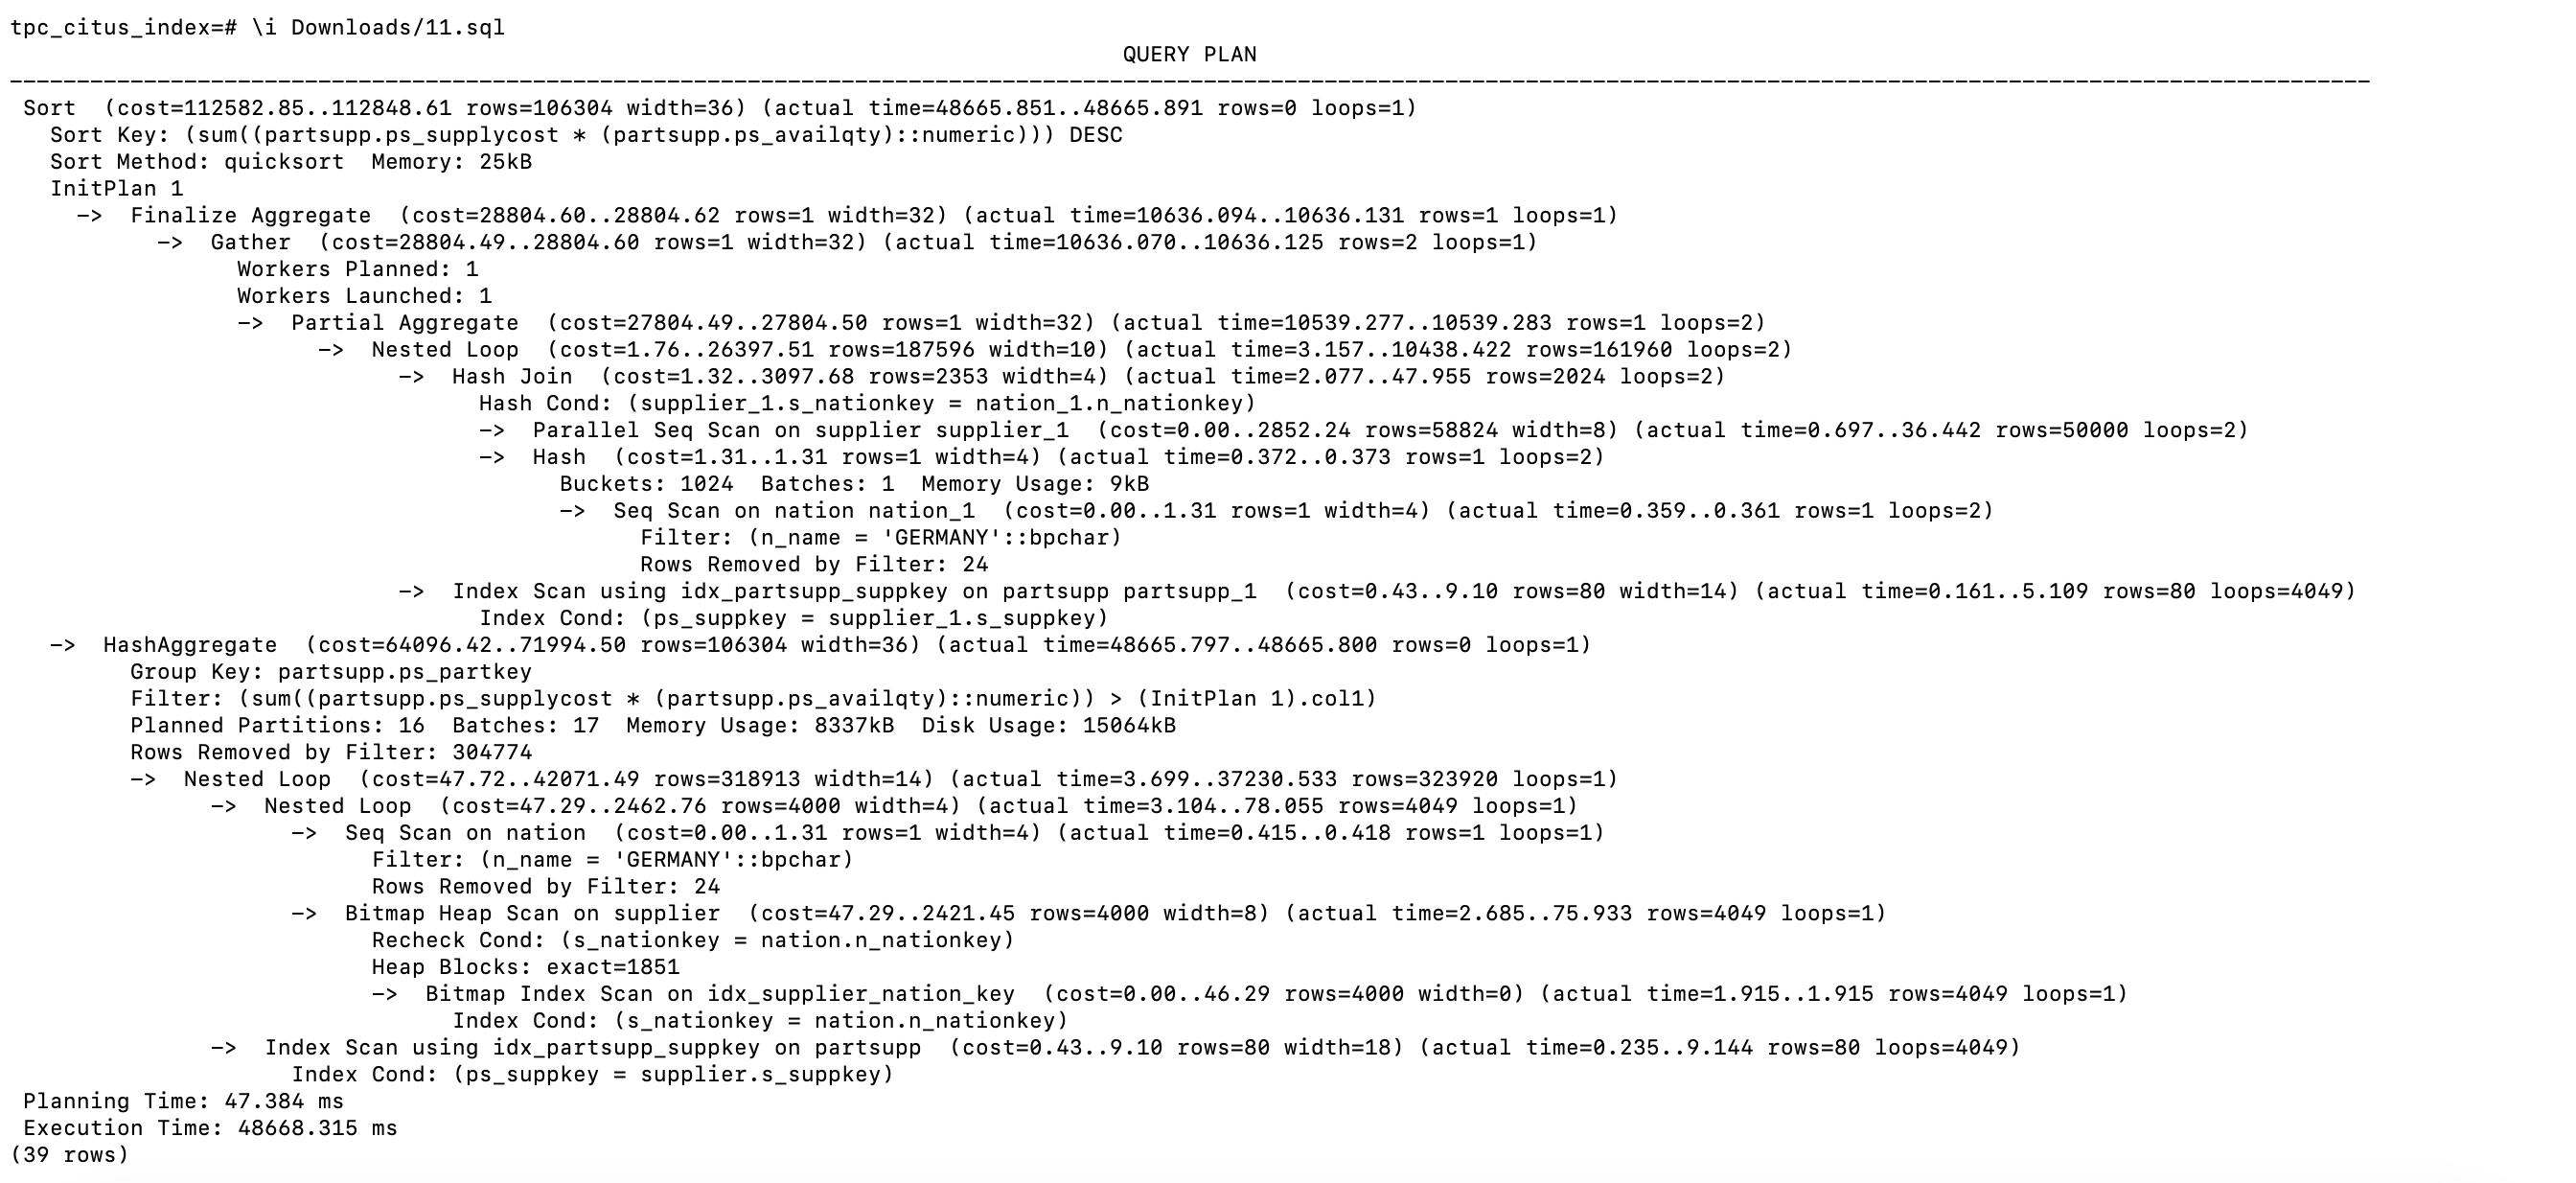 tpc_citus_index=# \i Downloads/11.sql
QUERY PLAN
--------------------------------------------------------------------------------------------------------------------------------------------------------------------------------
Sort  (cost=112582.85..112848.61 rows=106304 width=36) (actual time=48665.851..48665.891 rows=0 loops=1)
Sort Key: (sum((partsupp.ps_supplycost * (partsupp.ps_availqty)::numeric))) DESC
Sort Method: quicksort  Memory: 25kB
InitPlan 1
->  Finalize Aggregate  (cost=28804.60..28804.62 rows=1 width=32) (actual time=10636.094..10636.131 rows=1 loops=1)
->  Gather  (cost=28804.49..28804.60 rows=1 width=32) (actual time=10636.070..10636.125 rows=2 loops=1)
Workers Planned: 1
Workers Launched: 1
->  Partial Aggregate  (cost=27804.49..27804.50 rows=1 width=32) (actual time=10539.277..10539.283 rows=1 loops=2)
->  Nested Loop  (cost=1.76..26397.51 rows=187596 width=10) (actual time=3.157..10438.422 rows=161960 loops=2)
->  Hash Join  (cost=1.32..3097.68 rows=2353 width=4) (actual time=2.077..47.955 rows=2024 loops=2)
Hash Cond: (supplier_1.s_nationkey = nation_1.n_nationkey)
->  Parallel Seq Scan on supplier supplier_1  (cost=0.00..2852.24 rows=58824 width=8) (actual time=0.697..36.442 rows=50000 loops=2)
->  Hash  (cost=1.31..1.31 rows=1 width=4) (actual time=0.372..0.373 rows=1 loops=2)
Buckets: 1024  Batches: 1  Memory Usage: 9kB
->  Seq Scan on nation nation_1  (cost=0.00..1.31 rows=1 width=4) (actual time=0.359..0.361 rows=1 loops=2)
Filter: (n_name = 'GERMANY'::bpchar)
Rows Removed by Filter: 24
->  Index Scan using idx_partsupp_suppkey on partsupp partsupp_1  (cost=0.43..9.10 rows=80 width=14) (actual time=0.161..5.109 rows=80 loops=4049)
Index Cond: (ps_suppkey = supplier_1.s_suppkey)
->  HashAggregate  (cost=64096.42..71994.50 rows=106304 width=36) (actual time=48665.797..48665.800 rows=0 loops=1)
Group Key: partsupp.ps_partkey
Filter: (sum((partsupp.ps_supplycost * (partsupp.ps_availqty)::numeric)) > (InitPlan 1).col1)
Planned Partitions: 16  Batches: 17  Memory Usage: 8337kB  Disk Usage: 15064kB
Rows Removed by Filter: 304774
->  Nested Loop  (cost=47.72..42071.49 rows=318913 width=14) (actual time=3.699..37230.533 rows=323920 loops=1)
->  Nested Loop  (cost=47.29..2462.76 rows=4000 width=4) (actual time=3.104..78.055 rows=4049 loops=1)
->  Seq Scan on nation  (cost=0.00..1.31 rows=1 width=4) (actual time=0.415..0.418 rows=1 loops=1)
Filter: (n_name = 'GERMANY'::bpchar)
Rows Removed by Filter: 24
->  Bitmap Heap Scan on supplier  (cost=47.29..2421.45 rows=4000 width=8) (actual time=2.685..75.933 rows=4049 loops=1)
Recheck Cond: (s_nationkey = nation.n_nationkey)
Heap Blocks: exact=1851
->  Bitmap Index Scan on idx_supplier_nation_key  (cost=0.00..46.29 rows=4000 width=0) (actual time=1.915..1.915 rows=4049 loops=1)
Index Cond: (s_nationkey = nation.n_nationkey)
->  Index Scan using idx_partsupp_suppkey on partsupp  (cost=0.43..9.10 rows=80 width=18) (actual time=0.235..9.144 rows=80 loops=4049)
Index Cond: (ps_suppkey = supplier.s_suppkey)
Planning Time: 47.384 ms
Execution Time: 48668.315 ms
(39 rows)